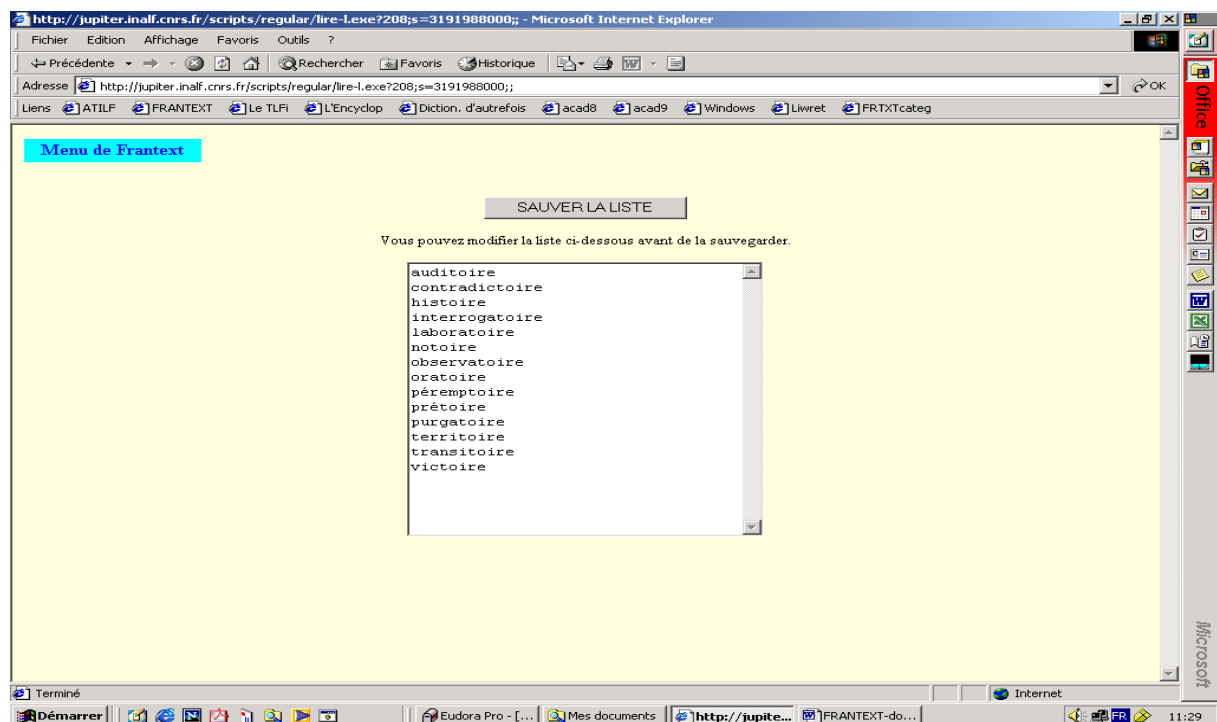 http://jupiter.inalf.cnrs.fr/scripts/regular/lire-l.exe?208;s=3191988000;; - Microsoft Internet Explorer
Fichier Edition Affichage Favoris Outils ?
Précédente Rechercher Favoris Historique
Adresse http://jupiter.inalf.cnrs.fr/scripts/regular/lire-l.exe?208;s=3191988000;; OK
Liens ATILF FRANTEXT Le TLFi L'Encyclop Diction. d'autrefois acad8 acad9 Windows Liwret FRTXTcateg
Office
Menu de Frantext
SAUVER LA LISTE
Vous pouvez modifier la liste ci-dessous avant de la sauvegarder.
auditoire
contradictoire
histoire
interrogatoire
laboratoire
notoire
observatoire
oratoire
péremptoire
prétoire
purgatoire
territoire
transitoire
victoire
Microsoft
Terminé Internet
Démarrer Eudora Pro - [... Mes documents http://jupite... FRANTEXT-do... FR 11:29